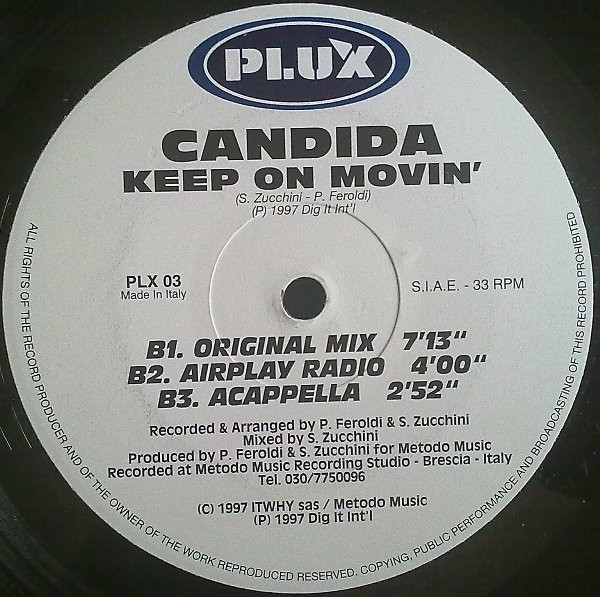 PLUX
CANDIDA
KEEP ON MOVIN'
(S. Zucchini - P. Feroldi)
(P) 1997 Dig It Int'l
PLX 03
Made In Italy
S.I.A.E. - 33 RPM
B1. ORIGINAL MIX 7'13"
B2. AIRPLAY RADIO 4'00"
B3. ACAPPELLA 2'52"
Recorded & Arranged by P. Feroldi & S. Zucchini
Mixed by S. Zucchini
Produced by P. Feroldi & S. Zucchini for Metodo Music
Recorded at Metodo Music Recording Studio - Brescia - Italy
Tel. 030/7750096
(C) 1997 ITWHY sas / Metodo Music
(P) 1997 Dig It Int'l
ALL RIGHTS OF THE RECORD PRODUCER AND OF THE OWNER OF THE WORK REPRODUCED RESERVED. COPYING, PUBLIC PERFORMANCE AND BROADCASTING OF THIS RECORD PROHIBITED